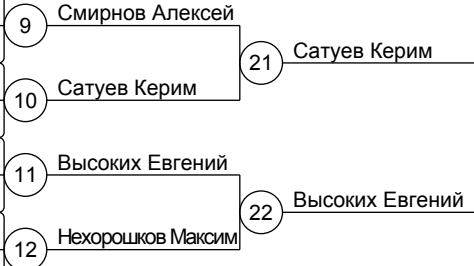 9
Смирнов Алексей
21
Сатуев Керим
10
Сатуев Керим
11
Высоких Евгений
22
Высоких Евгений
12
Нехорошков Максим